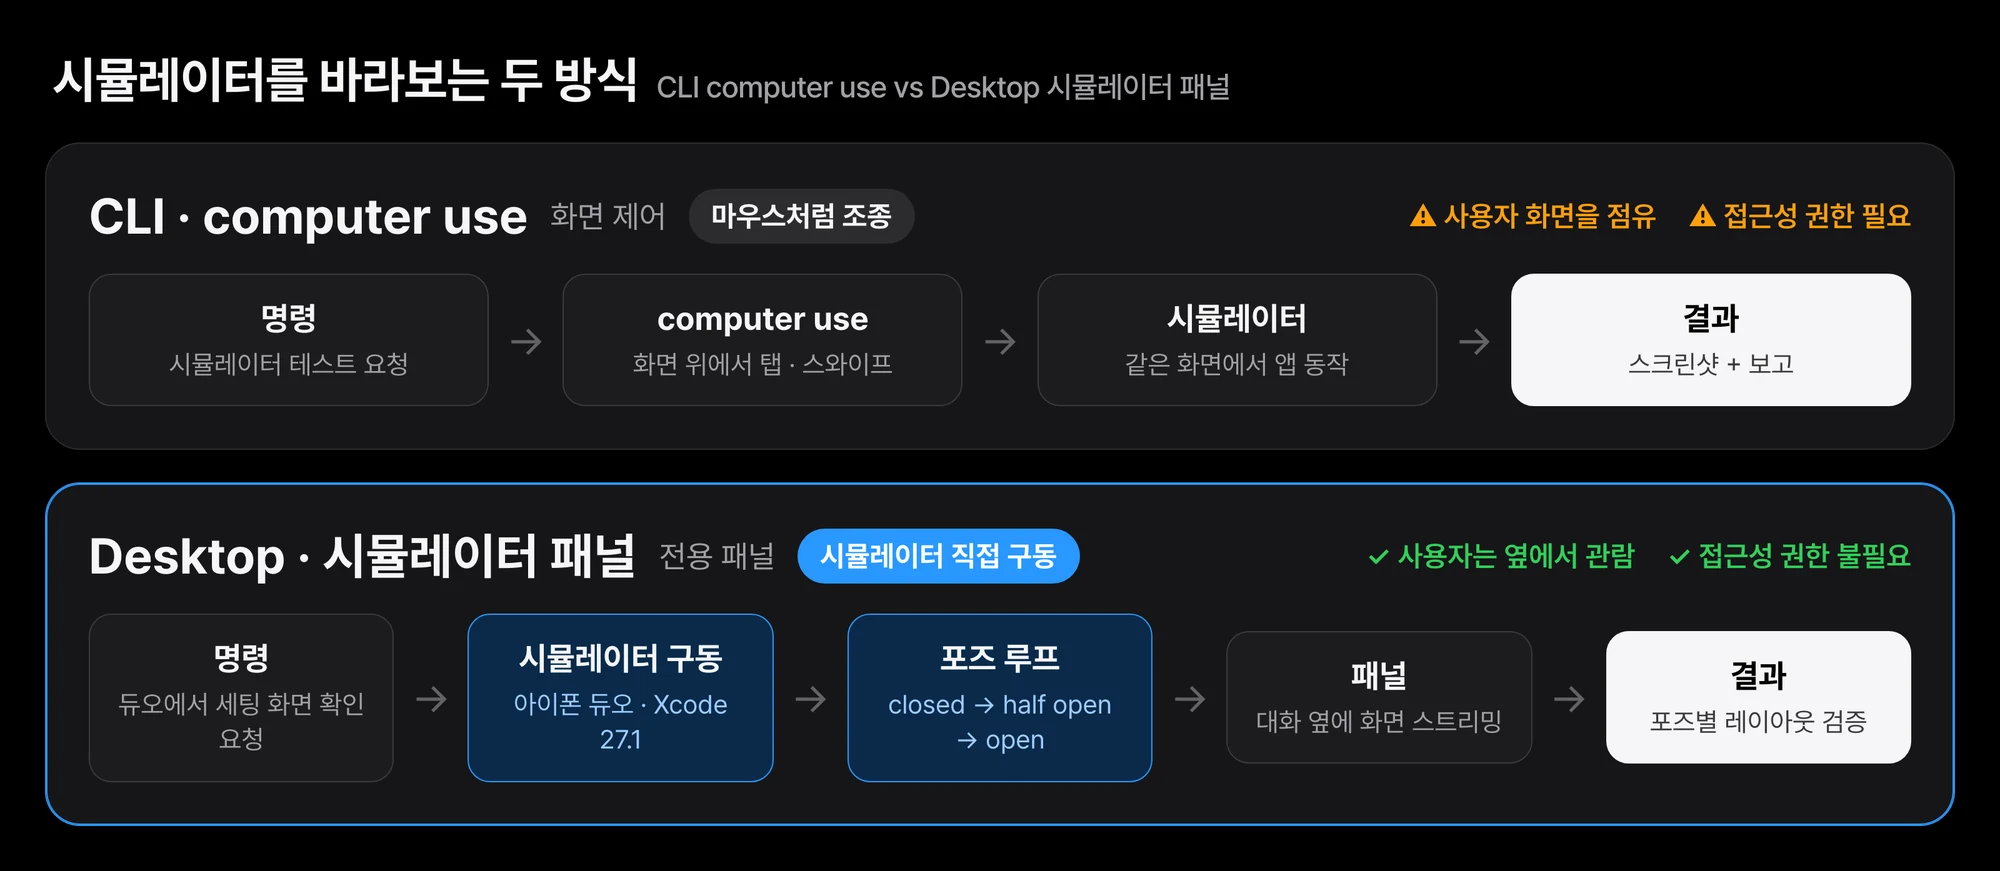 시뮬레이터를 바라보는 두 방식 CLI computer use vs Desktop 시뮬레이터 패널
CLI · computer use 화면 제어 마우스처럼 조종 ⚠ 사용자 화면을 점유 ⚠ 접근성 권한 필요
명령
시뮬레이터 테스트 요청
→
computer use
화면 위에서 탭 · 스와이프
→
시뮬레이터
같은 화면에서 앱 동작
→
결과
스크린샷 + 보고
Desktop · 시뮬레이터 패널 전용 패널 시뮬레이터 직접 구동 ✓ 사용자는 옆에서 관람 ✓ 접근성 권한 불필요
명령
듀오에서 세팅 화면 확인
요청
→
시뮬레이터 구동
아이폰 듀오 · Xcode
27.1
→
포즈 루프
closed → half open
→ open
→
패널
대화 옆에 화면 스트리밍
→
결과
포즈별 레이아웃 검증